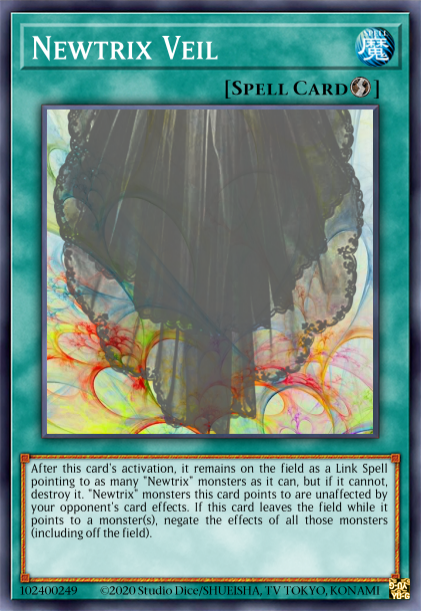 Newtrix Veil
SPELL
魔
[Spell Card]
After this card's activation, it remains on the field as a Link Spell
pointing to as many "Newtrix" monsters as it can, but if it cannot,
destroy it. "Newtrix" monsters this card points to are unaffected by
your opponent's card effects. If this card leaves the field while it
points to a monster(s), negate the effects of all those monsters
(including off the field).
102400249 ©2020 Studio Dice/SHUEISHA, TV TOKYO, KONAMI